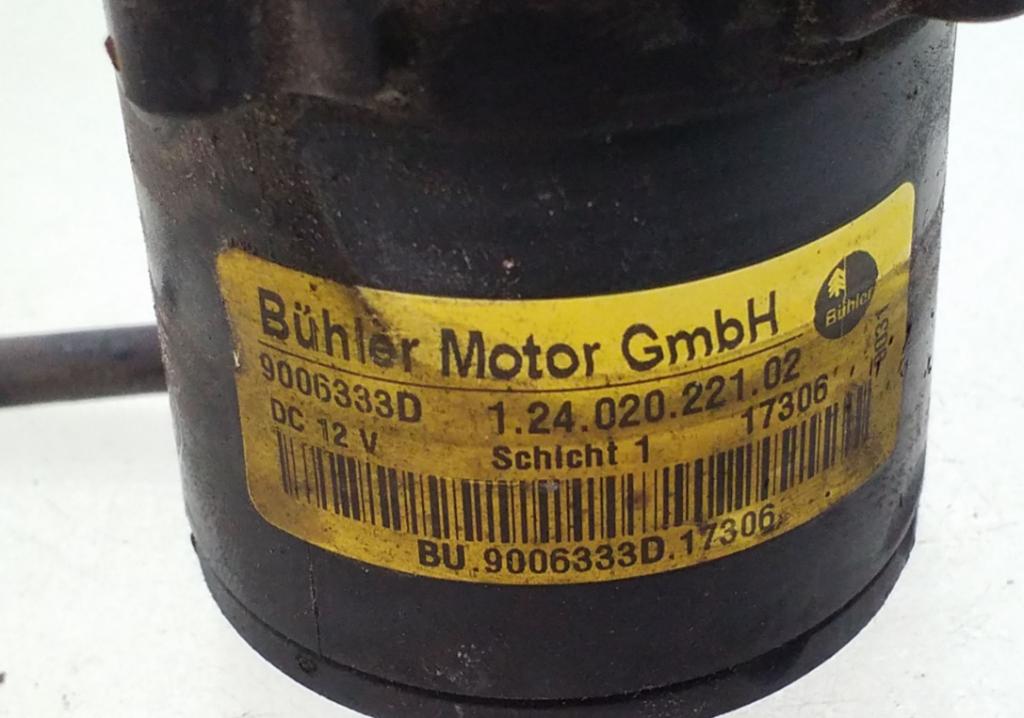 Bühler Motor GmbH
Bühler
9006333D 1.24.020.221.02
DC 12 V Schicht 1 17306
BU.9006333D.17306